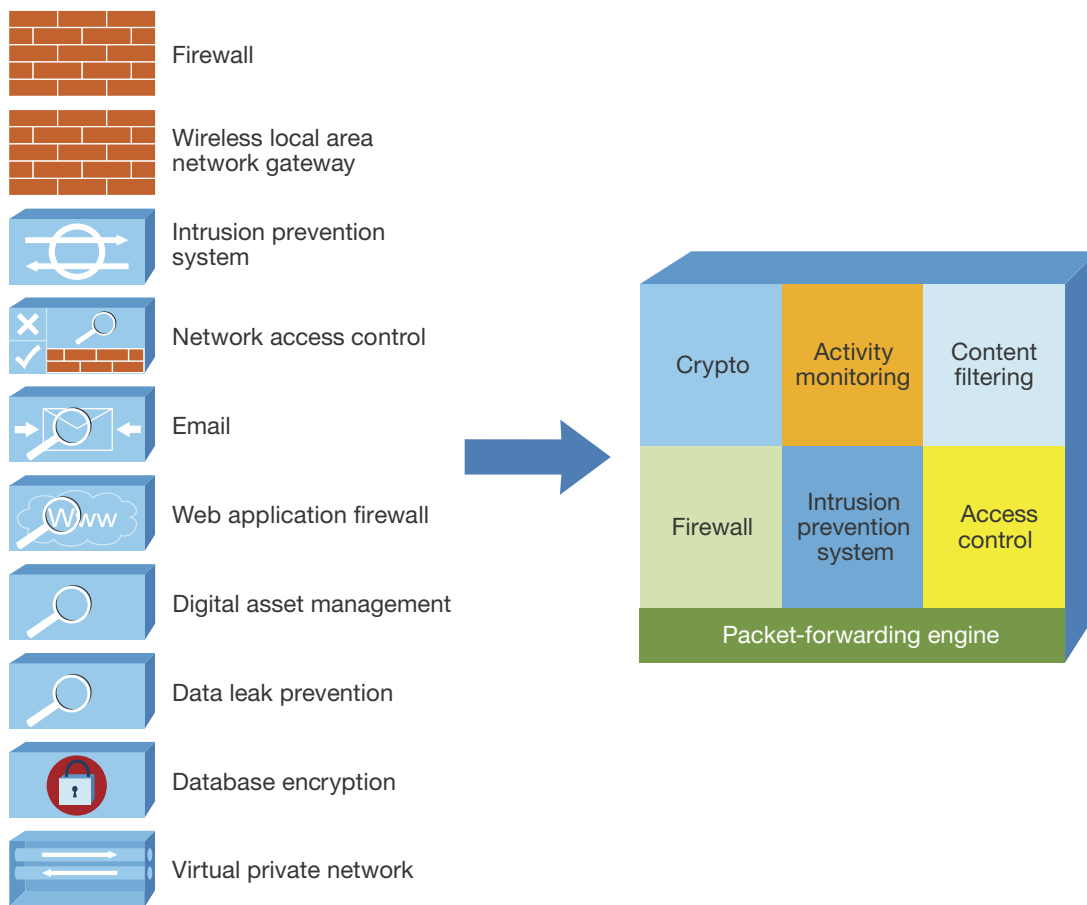 Firewall
Wireless local area
network gateway
Intrusion prevention
system
Network access control
Email
Www
Web application firewall
Digital asset management
Data leak prevention
Database encryption
Virtual private network
Crypto
Activity
monitoring
Content
filtering
Firewall
Intrusion
prevention
system
Access
control
Packet-forwarding engine